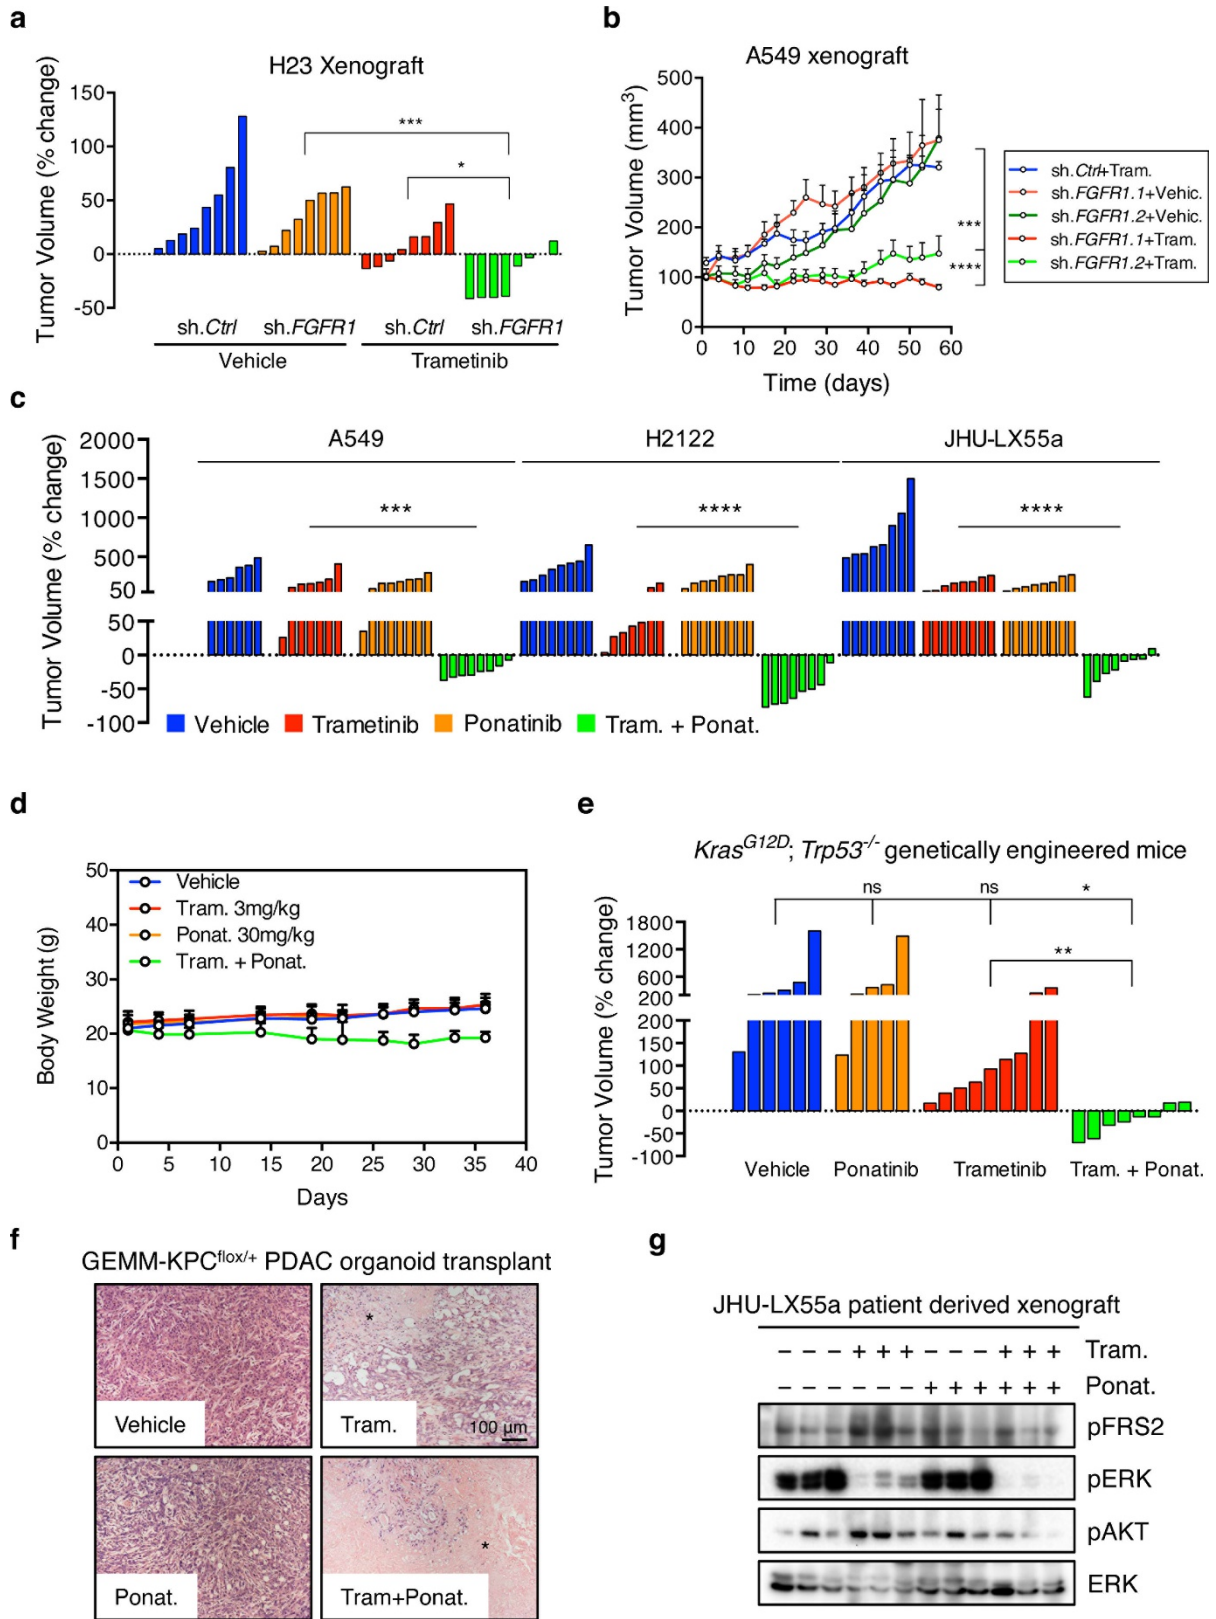 a
H23 Xenograft
Tumor Volume (% change)
150
100
50
0
-50
***
*
sh.Ctrl sh.FGFR1 sh.Ctrl sh.FGFR1
Vehicle Trametinib
b
A549 xenograft
Tumor Volume (mm³)
500
400
300
200
100
0
0 10 20 30 40 50 60
Time (days)
***
****
sh.Ctrl+Tram.
sh.FGFR1.1+Vehic.
sh.FGFR1.2+Vehic.
sh.FGFR1.1+Tram.
sh.FGFR1.2+Tram.
c
A549 H2122 JHU-LX55a
Tumor Volume (% change)
2000
1500
1000
500
50
50
0
-50
-100
*** **** ****
Vehicle Trametinib Ponatinib Tram. + Ponat.
d
Body Weight (g)
50
40
30
20
10
0
Vehicle
Tram. 3mg/kg
Ponat. 30mg/kg
Tram. + Ponat.
0 5 10 15 20 25 30 35 40
Days
e
Kras^G12D; Trp53^-/- genetically engineered mice
ns ns *
**
Tumor Volume (% change)
1800
1200
600
200
200
150
100
50
0
-50
-100
Vehicle Ponatinib Trametinib Tram. + Ponat.
f
GEMM-KPC^flox/+ PDAC organoid transplant
Vehicle
*
Tram.
100 µm
Ponat.
*
Tram+Ponat.
g
JHU-LX55a patient derived xenograft
− − − + + + − − − + + + Tram.
− − − − − − + + + + + + Ponat.
pFRS2
pERK
pAKT
ERK